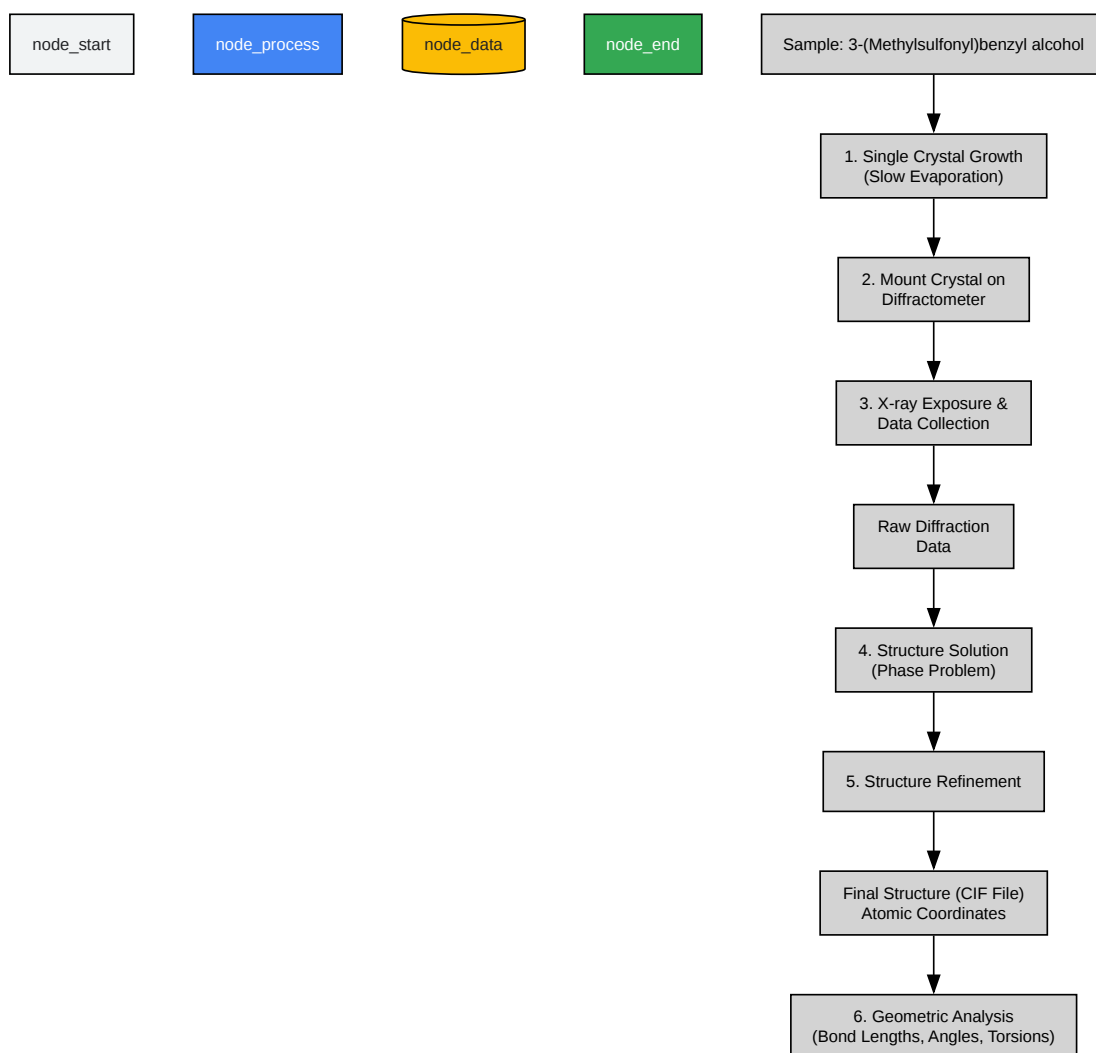 node_start
node_process
node_data
node_end
Sample: 3-(Methylsulfonyl)benzyl alcohol
1. Single Crystal Growth
(Slow Evaporation)
2. Mount Crystal on
Diffractometer
3. X-ray Exposure &
Data Collection
Raw Diffraction
Data
4. Structure Solution
(Phase Problem)
5. Structure Refinement
Final Structure (CIF File)
Atomic Coordinates
6. Geometric Analysis
(Bond Lengths, Angles, Torsions)